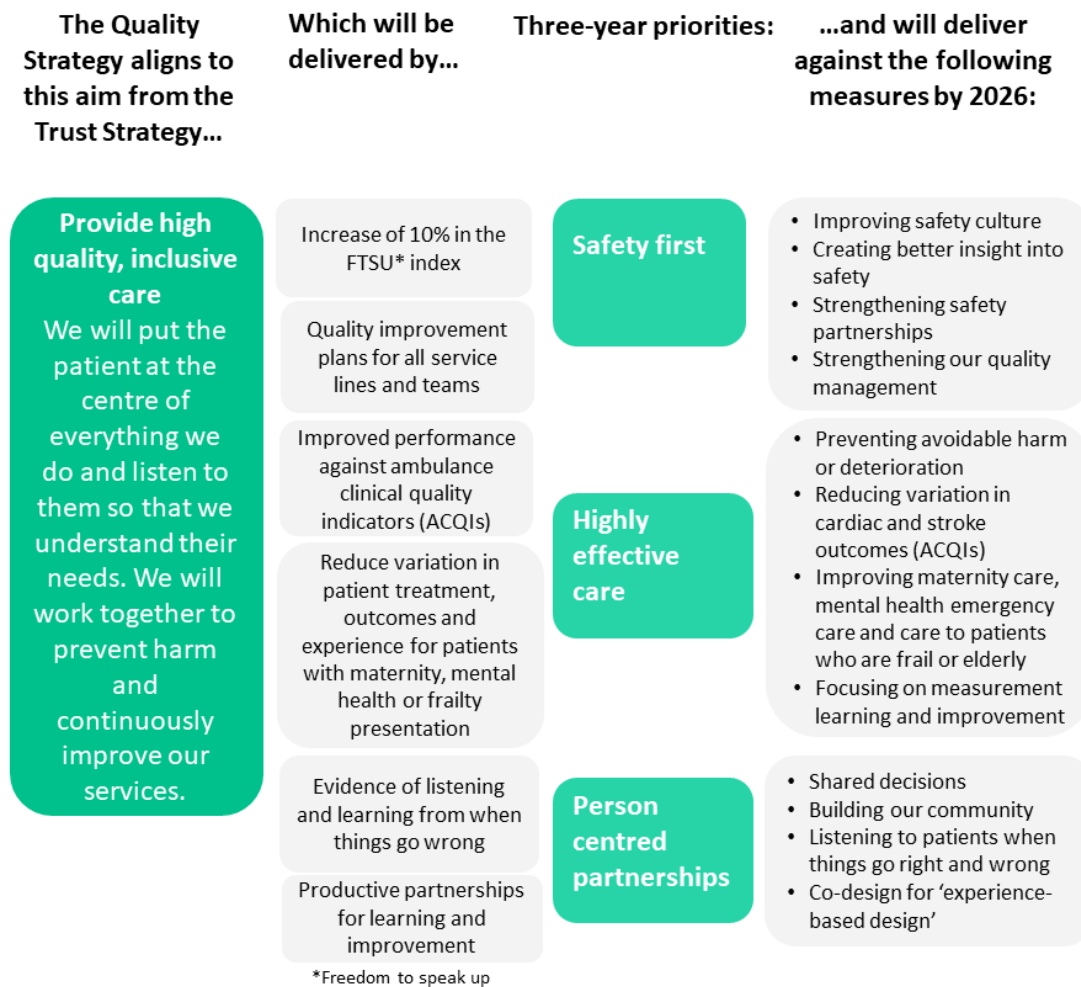 The Quality
Strategy aligns to
this aim from the
Trust Strategy...
Which will be
delivered by...
Three-year priorities:
...and will deliver
against the following
measures by 2026:
Provide high
quality, inclusive
care
We will put the
patient at the
centre of
everything we
do and listen to
them so that we
understand their
needs. We will
work together to
prevent harm
and
continuously
improve our
services.
Increase of 10% in the
FTSU* index
Quality improvement
plans for all service
lines and teams
Improved performance
against ambulance
clinical quality
indicators (ACQIs)
Reduce variation in
patient treatment,
outcomes and
experience for patients
with maternity, mental
health or frailty
presentation
Evidence of listening
and learning from when
things go wrong
Productive partnerships
for learning and
improvement
*Freedom to speak up
Safety first
Highly
effective
care
Person
centred
partnerships
• Improving safety culture
• Creating better insight into
safety
• Strengthening safety
partnerships
• Strengthening our quality
management
• Preventing avoidable harm
or deterioration
• Reducing variation in
cardiac and stroke
outcomes (ACQIs)
• Improving maternity care,
mental health emergency
care and care to patients
who are frail or elderly
• Focusing on measurement
learning and improvement
• Shared decisions
• Building our community
• Listening to patients when
things go right and wrong
• Co-design for ‘experience-
based design’